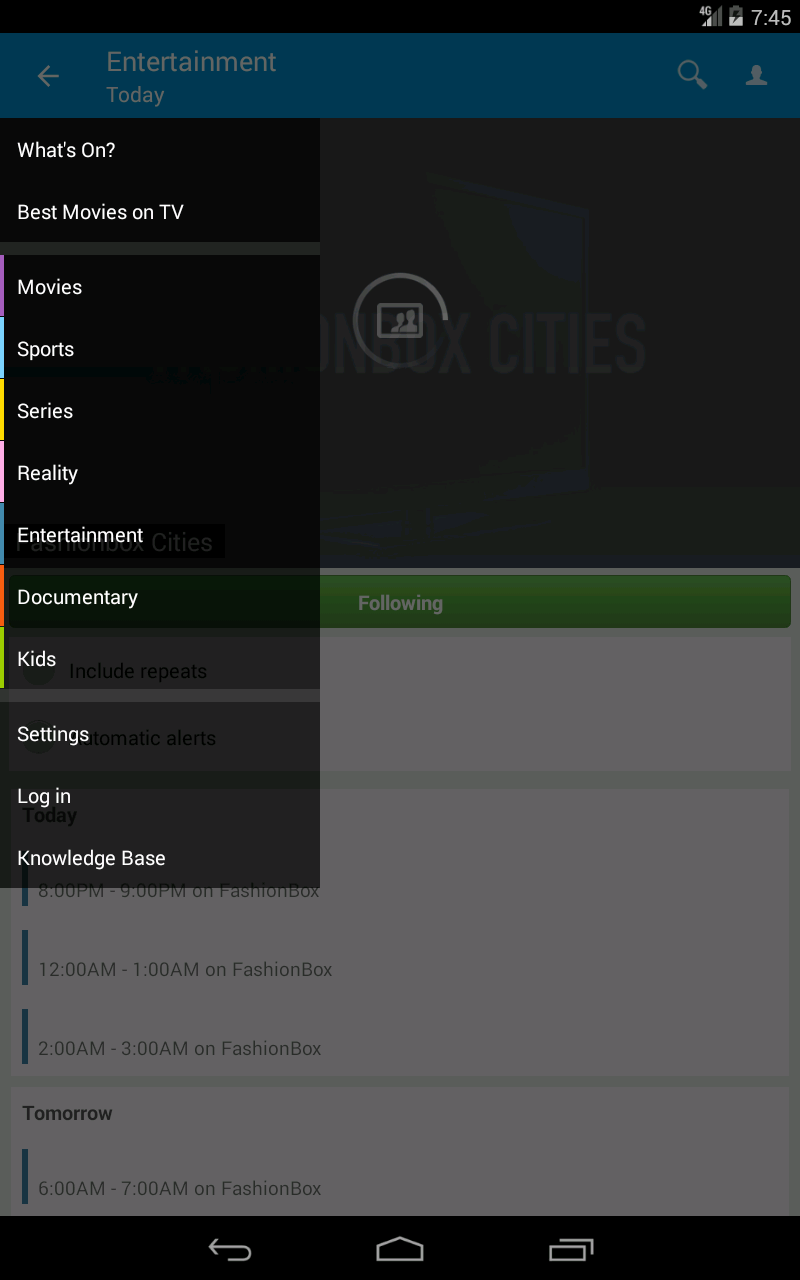 4G 7:45
Entertainment
Today
What's On?
Best Movies on TV
Movies
Sports
Series
Reality
Entertainment
Documentary
Kids
Settings
Log in
Knowledge Base
CITIES
Fashionbox Cities
Following
Include repeats
Automatic alerts
Today
8:00PM - 9:00PM on FashionBox
12:00AM - 1:00AM on FashionBox
2:00AM - 3:00AM on FashionBox
Tomorrow
6:00AM - 7:00AM on FashionBox